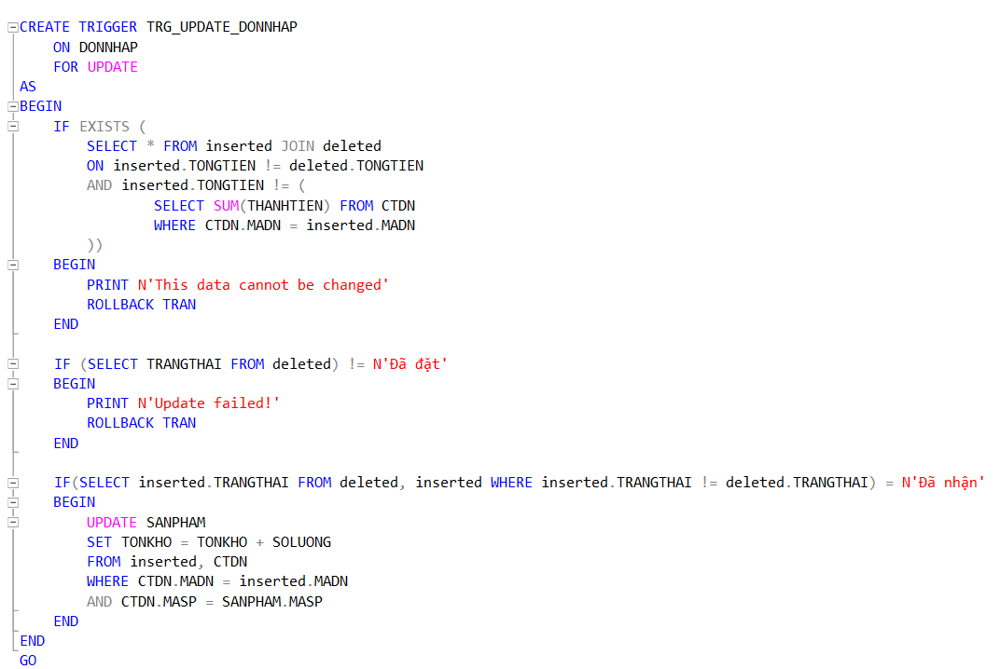 CREATE TRIGGER TRG_UPDATE_DONNHAP
    ON DONNHAP
    FOR UPDATE
AS
BEGIN
    IF EXISTS (
        SELECT * FROM inserted JOIN deleted
        ON inserted.TONGTIEN != deleted.TONGTIEN
        AND inserted.TONGTIEN != (
                SELECT SUM(THANHTIEN) FROM CTDN
                WHERE CTDN.MADN = inserted.MADN
        ))
    BEGIN
        PRINT N'This data cannot be changed'
        ROLLBACK TRAN
    END

    IF (SELECT TRANGTHAI FROM deleted) != N'Đã đặt'
    BEGIN
        PRINT N'Update failed!'
        ROLLBACK TRAN
    END

    IF(SELECT inserted.TRANGTHAI FROM deleted, inserted WHERE inserted.TRANGTHAI != deleted.TRANGTHAI) = N'Đã nhận'
    BEGIN
        UPDATE SANPHAM
        SET TONKHO = TONKHO + SOLUONG
        FROM inserted, CTDN
        WHERE CTDN.MADN = inserted.MADN
        AND CTDN.MASP = SANPHAM.MASP
    END
END
GO